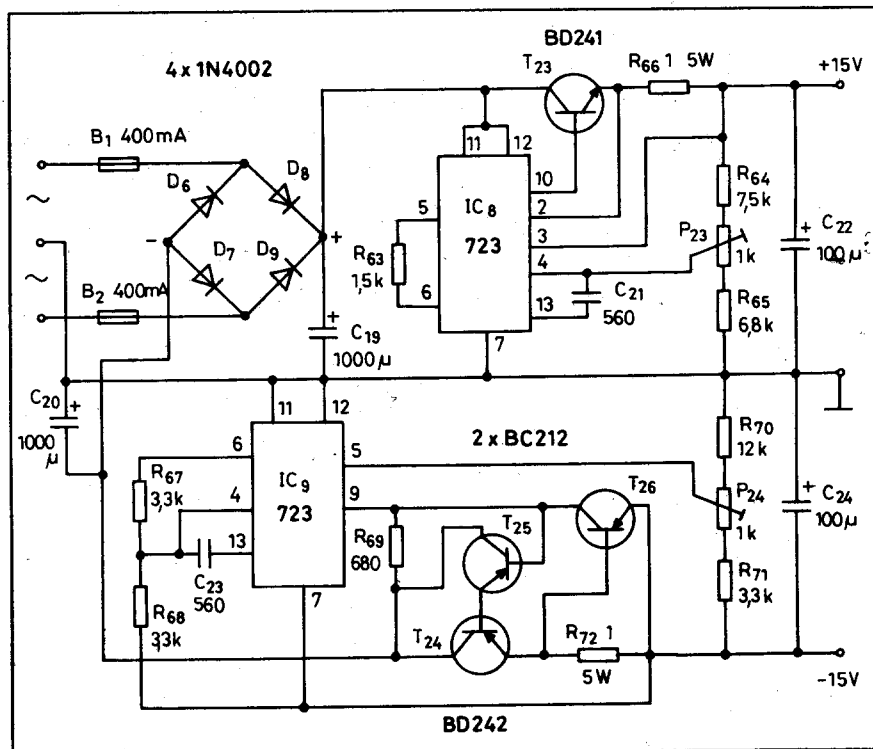 BD241
4 x 1N4002
T23
R66 1 5W
+15V
B1 400mA
11
12
D6
D8
10
5
IC8
2
R64
7,5k
~
723
3
-
+
P23
1k
C22
+
100µ
D7
D9
R63
1,5k
4
~
C21
560
R65
6,8k
B2 400mA
6
13
+
C19
1000µ
7
C20
+
1000
µ
11
12
2 x BC212
R70
12k
6
5
R67
3,3k
IC9
T26
P24
1k
C24
+
100µ
4
723
9
T25
13
R69
680
C23
560
R71
3,3k
R68
33k
7
T24
R72 1
5W
-15V
BD242